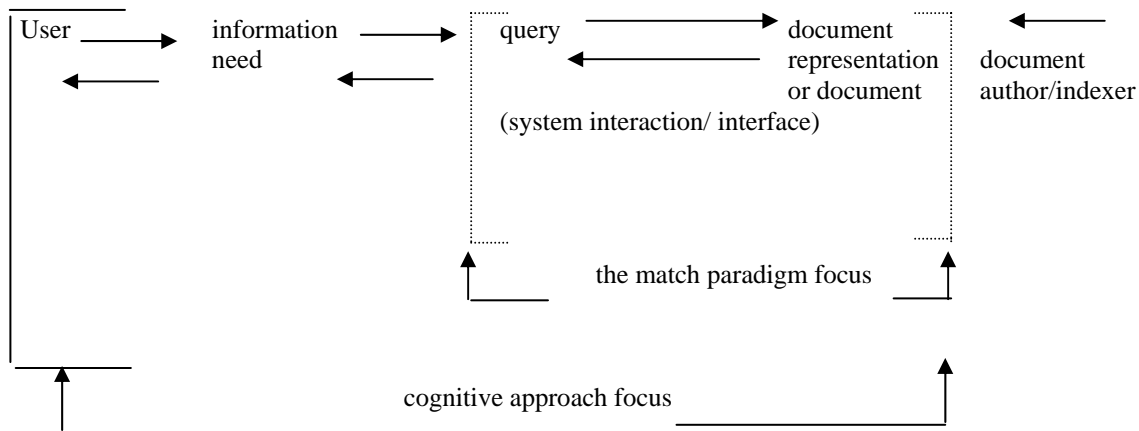 User
information
need
query
document
representation
or document
document
author/indexer
(system interaction/ interface)
the match paradigm focus
cognitive approach focus